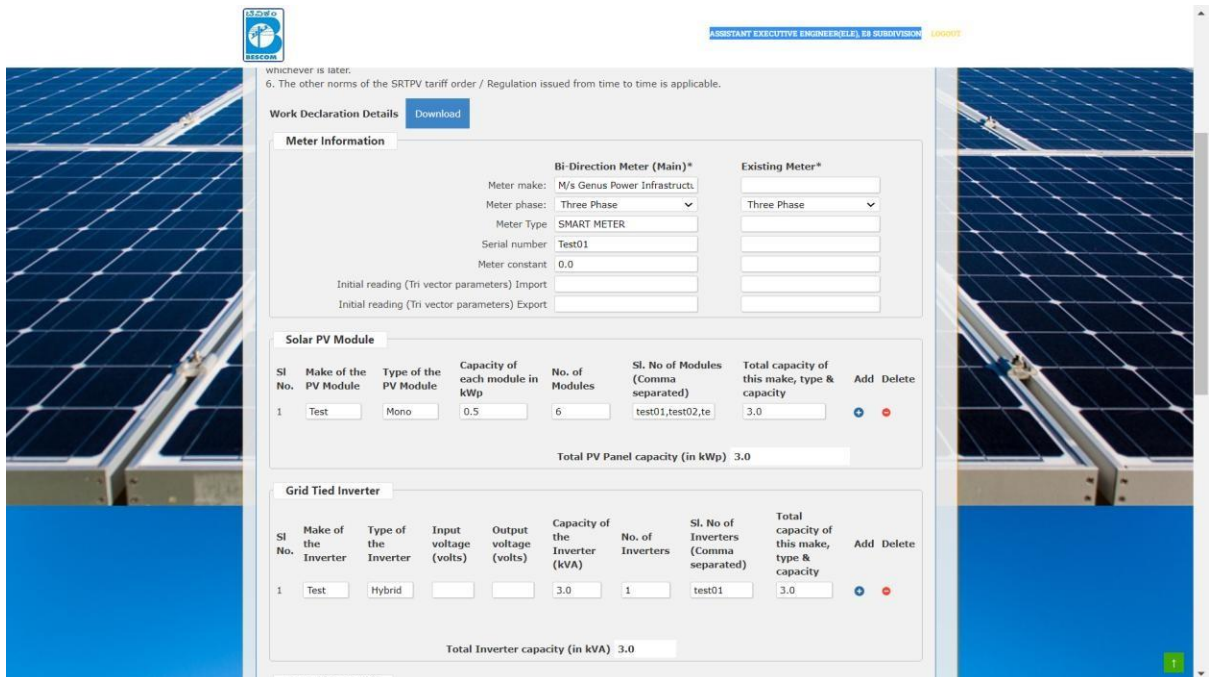 ಬೆವಿಕಂ
BESCOM
ASSISTANT EXECUTIVE ENGINEER(ELE), E8 SUBDIVISION LOGOUT
whichever is later.
6. The other norms of the SRTPV tariff order / Regulation issued from time to time is applicable.
Work Declaration Details Download
Meter Information
Bi-Direction Meter (Main)* Existing Meter*
Meter make: M/s Genus Power Infrastructu
Meter phase: Three Phase Three Phase
Meter Type SMART METER
Serial number Test01
Meter constant 0.0
Initial reading (Tri vector parameters) Import
Initial reading (Tri vector parameters) Export
Solar PV Module
Sl No. Make of the PV Module Type of the PV Module Capacity of each module in kWp No. of Modules Sl. No of Modules (Comma separated) Total capacity of this make, type & capacity Add Delete
1 Test Mono 0.5 6 test01,test02,te 3.0
Total PV Panel capacity (in kWp) 3.0
Grid Tied Inverter
Sl No. Make of the Inverter Type of the Inverter Input voltage (volts) Output voltage (volts) Capacity of the Inverter (kVA) No. of Inverters Sl. No of Inverters (Comma separated) Total capacity of this make, type & capacity Add Delete
1 Test Hybrid 3.0 1 test01 3.0
Total Inverter capacity (in kVA) 3.0